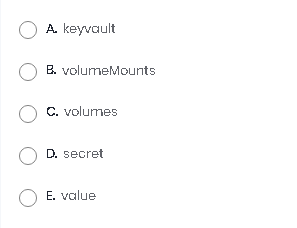 A. keyvault
B. volumeMounts
C. volumes
D. secret
E. value